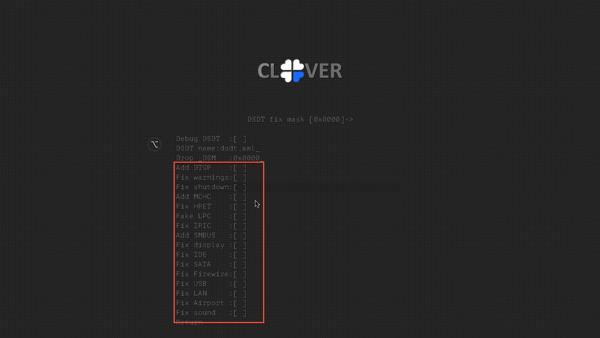 CLOVER
DSDT fix mask [0x0000]->
Debug DSDT :[ ]
DSDT name:dsdt.aml_
Drop _DSM :0x0000_
Add DTGP :[ ]
Fix warnings:[ ]
Fix shutdown:[ ]
Add MCHC :[ ]
Fix HPET :[ ]
Fake LPC :[ ]
Fix IPIC :[ ]
Add SMBUS :[ ]
Fix display :[ ]
Fix IDE :[ ]
Fix SATA :[ ]
Fix Firewire:[ ]
Fix USB :[ ]
Fix LAN :[ ]
Fix Airport :[ ]
Fix sound :[ ]
Return